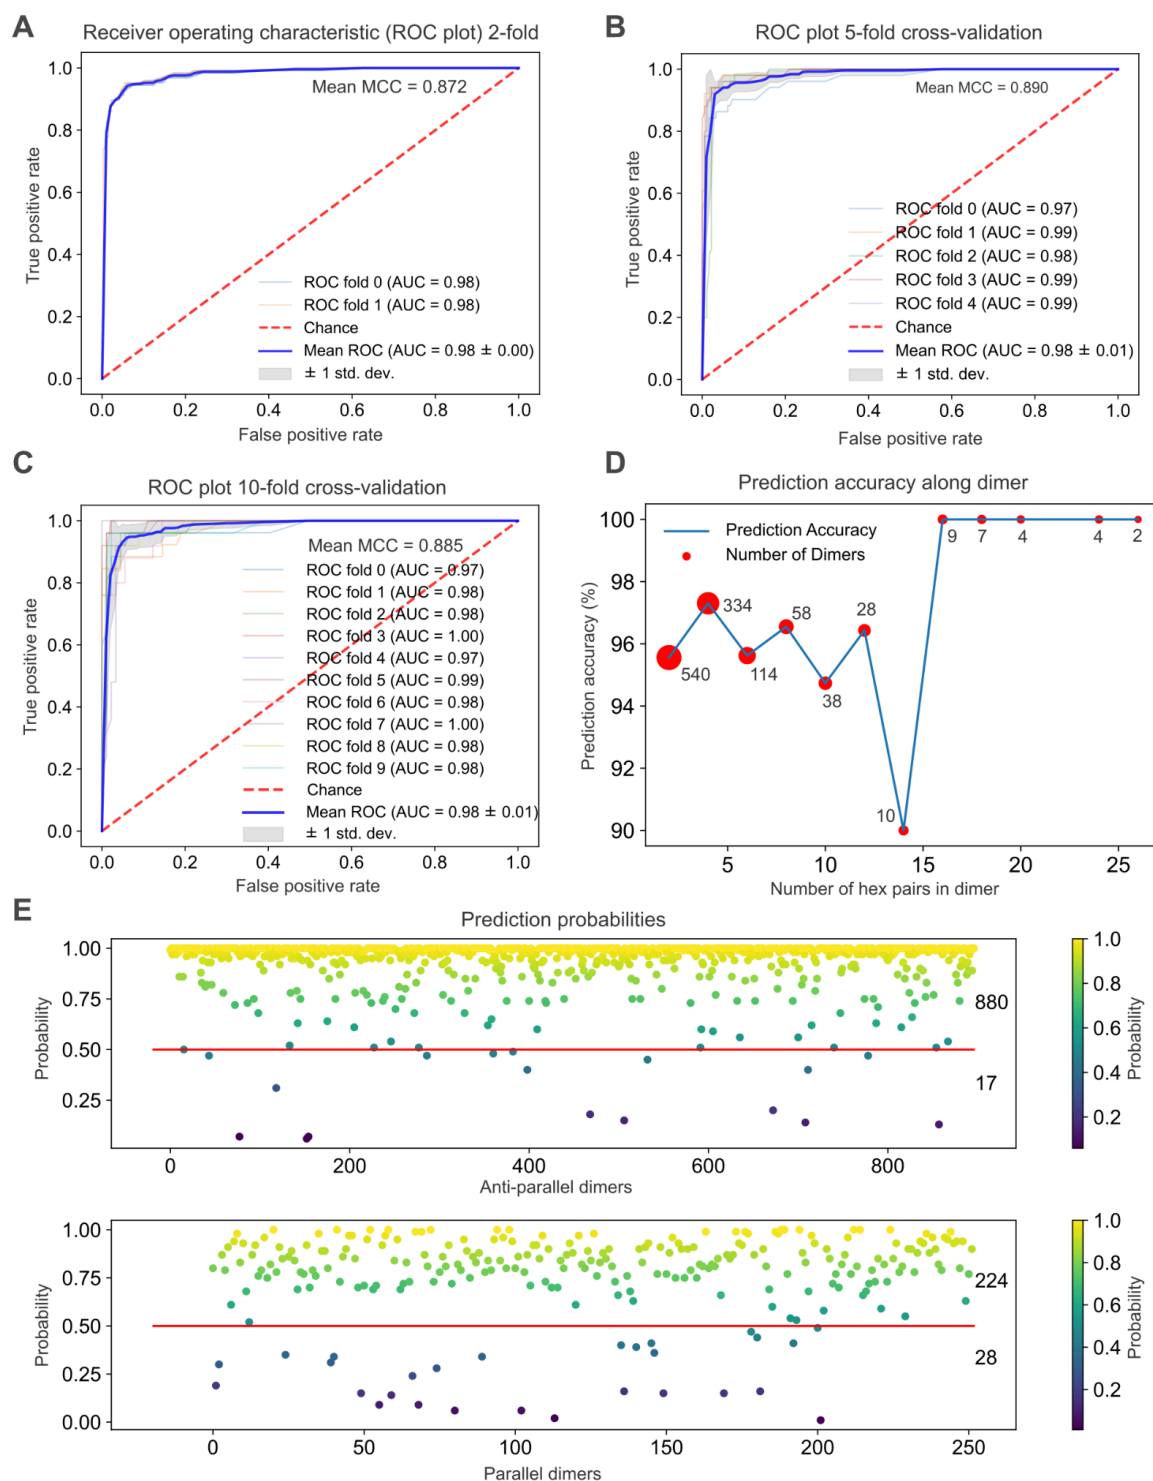 A
Receiver operating characteristic (ROC plot) 2-fold
1.0
0.8
0.6
0.4
0.2
0.0
True positive rate
Mean MCC = 0.872
ROC fold 0 (AUC = 0.98)
ROC fold 1 (AUC = 0.98)
Chance
Mean ROC (AUC = 0.98 ± 0.00)
± 1 std. dev.
0.0 0.2 0.4 0.6 0.8 1.0
False positive rate
B
ROC plot 5-fold cross-validation
1.0
0.8
0.6
0.4
0.2
0.0
True positive rate
Mean MCC = 0.890
ROC fold 0 (AUC = 0.97)
ROC fold 1 (AUC = 0.99)
ROC fold 2 (AUC = 0.98)
ROC fold 3 (AUC = 0.99)
ROC fold 4 (AUC = 0.99)
Chance
Mean ROC (AUC = 0.98 ± 0.01)
± 1 std. dev.
0.0 0.2 0.4 0.6 0.8 1.0
False positive rate
C
ROC plot 10-fold cross-validation
1.0
0.8
0.6
0.4
0.2
0.0
True positive rate
Mean MCC = 0.885
ROC fold 0 (AUC = 0.97)
ROC fold 1 (AUC = 0.98)
ROC fold 2 (AUC = 0.98)
ROC fold 3 (AUC = 1.00)
ROC fold 4 (AUC = 0.97)
ROC fold 5 (AUC = 0.99)
ROC fold 6 (AUC = 0.98)
ROC fold 7 (AUC = 1.00)
ROC fold 8 (AUC = 0.98)
ROC fold 9 (AUC = 0.98)
Chance
Mean ROC (AUC = 0.98 ± 0.01)
± 1 std. dev.
0.0 0.2 0.4 0.6 0.8 1.0
False positive rate
D
Prediction accuracy along dimer
100
98
96
94
92
90
Prediction accuracy (%)
Prediction Accuracy
Number of Dimers
540
334
114
58
38
28
10
9 7 4 4 2
5 10 15 20 25
Number of hex pairs in dimer
E
Prediction probabilities
1.00
0.75
0.50
0.25
Probability
880
17
0 200 400 600 800
Anti-parallel dimers
1.0
0.8
0.6
0.4
0.2
Probability
1.00
0.75
0.50
0.25
0.00
Probability
224
28
0 50 100 150 200 250
Parallel dimers
1.0
0.8
0.6
0.4
0.2
Probability